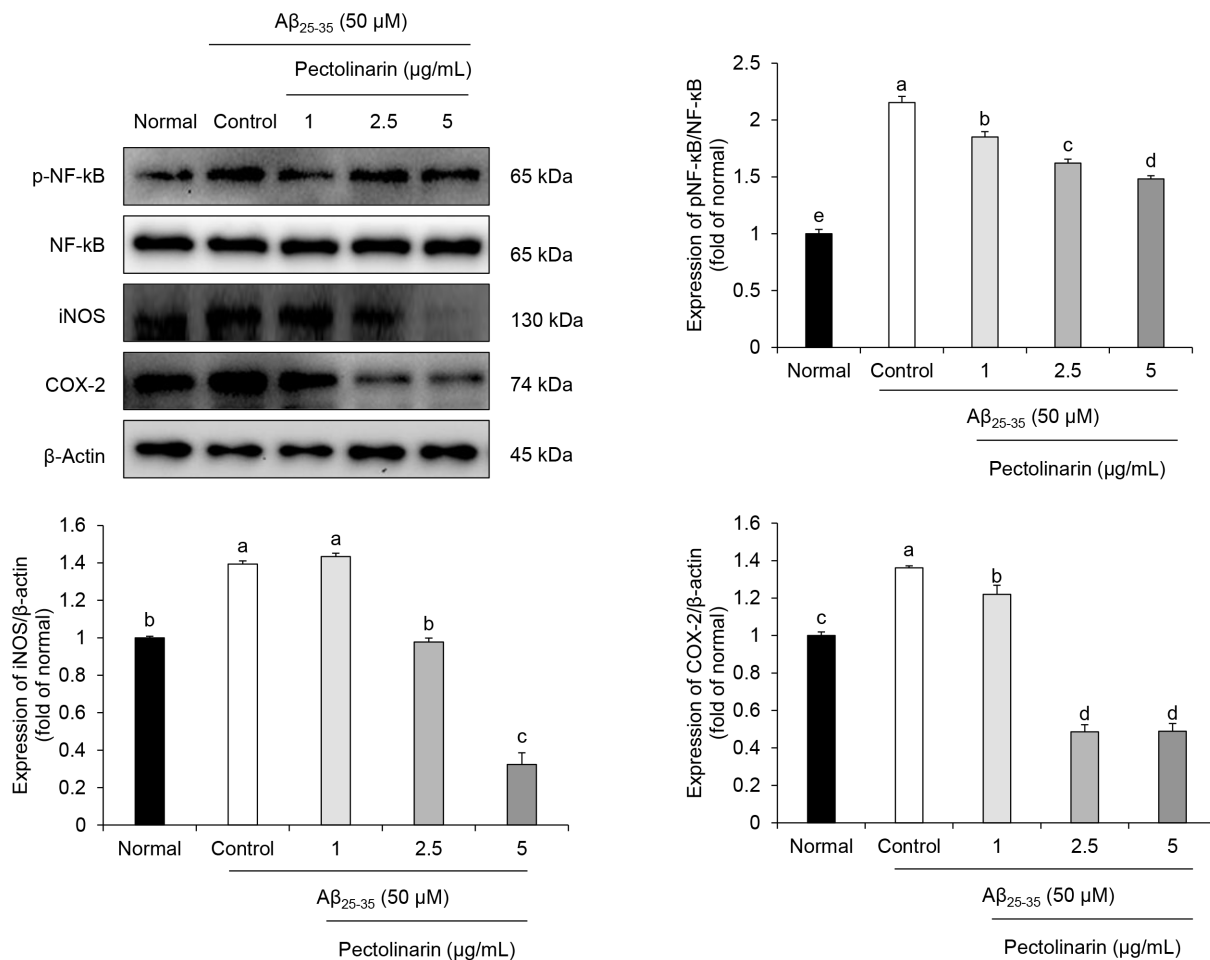 Aβ25-35 (50 µM)
Pectolinarin (µg/mL)
Normal Control 1 2.5 5
p-NF-kB 65 kDa
NF-kB 65 kDa
iNOS 130 kDa
COX-2 74 kDa
β-Actin 45 kDa
Expression of pNF-κB/NF-κB
(fold of normal)
2.5
2
1.5
1
0.5
0
e
a
b
c
d
Normal Control 1 2.5 5
Aβ25-35 (50 µM)
Pectolinarin (µg/mL)
Expression of iNOS/β-actin
(fold of normal)
1.6
1.4
1.2
1
0.8
0.6
0.4
0.2
0
b
a
a
b
c
Normal Control 1 2.5 5
Aβ25-35 (50 µM)
Pectolinarin (µg/mL)
Expression of COX-2/β-actin
(fold of normal)
1.6
1.4
1.2
1
0.8
0.6
0.4
0.2
0
c
a
b
d
d
Normal Control 1 2.5 5
Aβ25-35 (50 µM)
Pectolinarin (µg/mL)